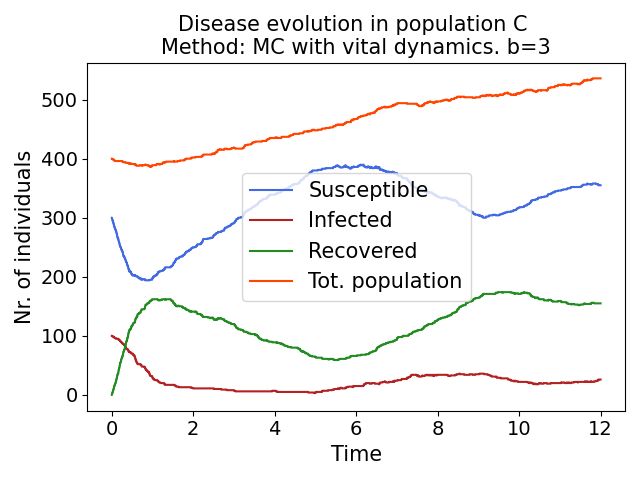 Disease evolution in population C
Method: MC with vital dynamics. b=3
Nr. of individuals
500
400
300
200
100
0
Susceptible
Infected
Recovered
Tot. population
0 2 4 6 8 10 12
Time